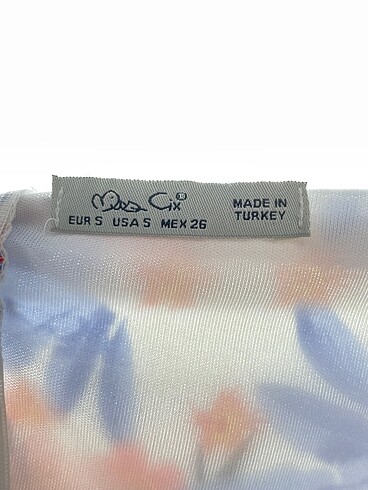 Miss Cix
MADE IN
TURKEY
EUR S USA S MEX 26